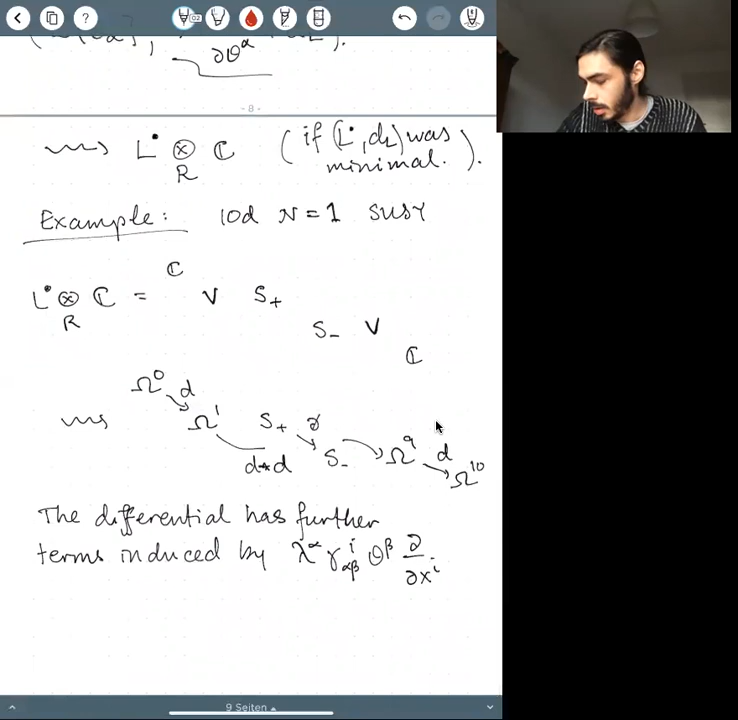 ∂θ^α ).
- 8 -
⇝ L^• ⊗_R ℂ ( if (L^•, d_L) was
minimal. ).
Example: 10d N=1 SUSY
ℂ
L^• ⊗_R ℂ = V S_+
S_- V
ℂ
Ω^0 d
⇝ Ω^1 S_+ ∂̸ Ω^9 d
d*d S_- Ω^10
The differential has further
terms induced by λ^α γ^i_αβ θ^β ∂/∂x^i.
9 Seiten